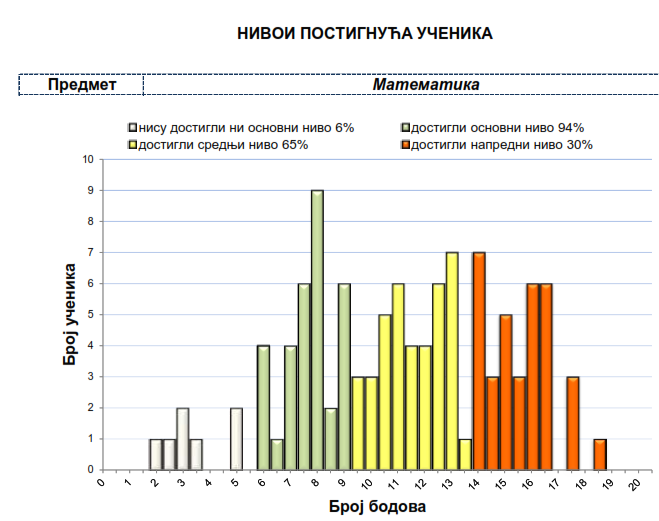 НИВОИ ПОСТИГНУЋА УЧЕНИКА
Предмет Математика
нису достигли ни основни ниво 6% достигли основни ниво 94%
достигли средњи ниво 65% достигли напредни ниво 30%
10
9
8
7
6
5
4
3
2
1
0
Број ученика
0 1 2 3 4 5 6 7 8 9 10 11 12 13 14 15 16 17 18 19 20
Број бодова